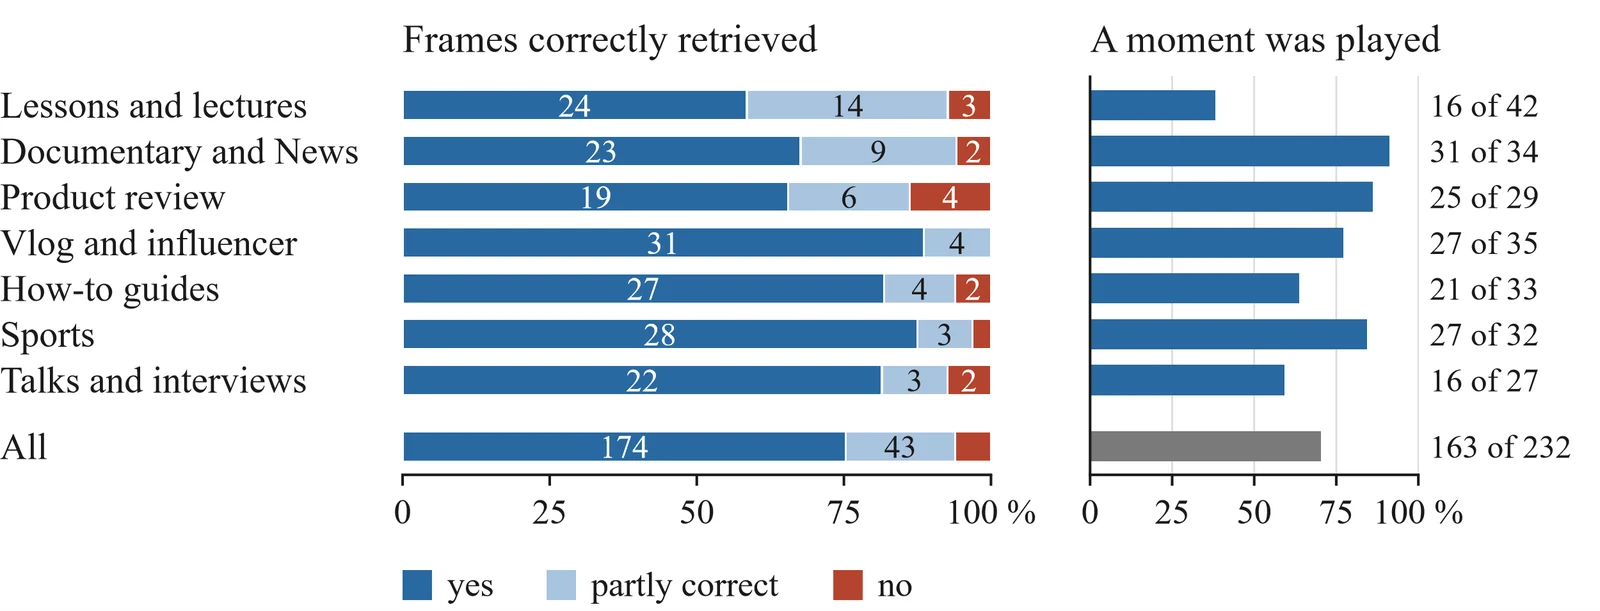 Frames correctly retrieved A moment was played
Lessons and lectures 24 14 3 16 of 42
Documentary and News 23 9 2 31 of 34
Product review 19 6 4 25 of 29
Vlog and influencer 31 4 27 of 35
How-to guides 27 4 2 21 of 33
Sports 28 3 27 of 32
Talks and interviews 22 3 2 16 of 27
All 174 43 163 of 232
0 25 50 75 100 % 0 25 50 75 100 %
yes partly correct no